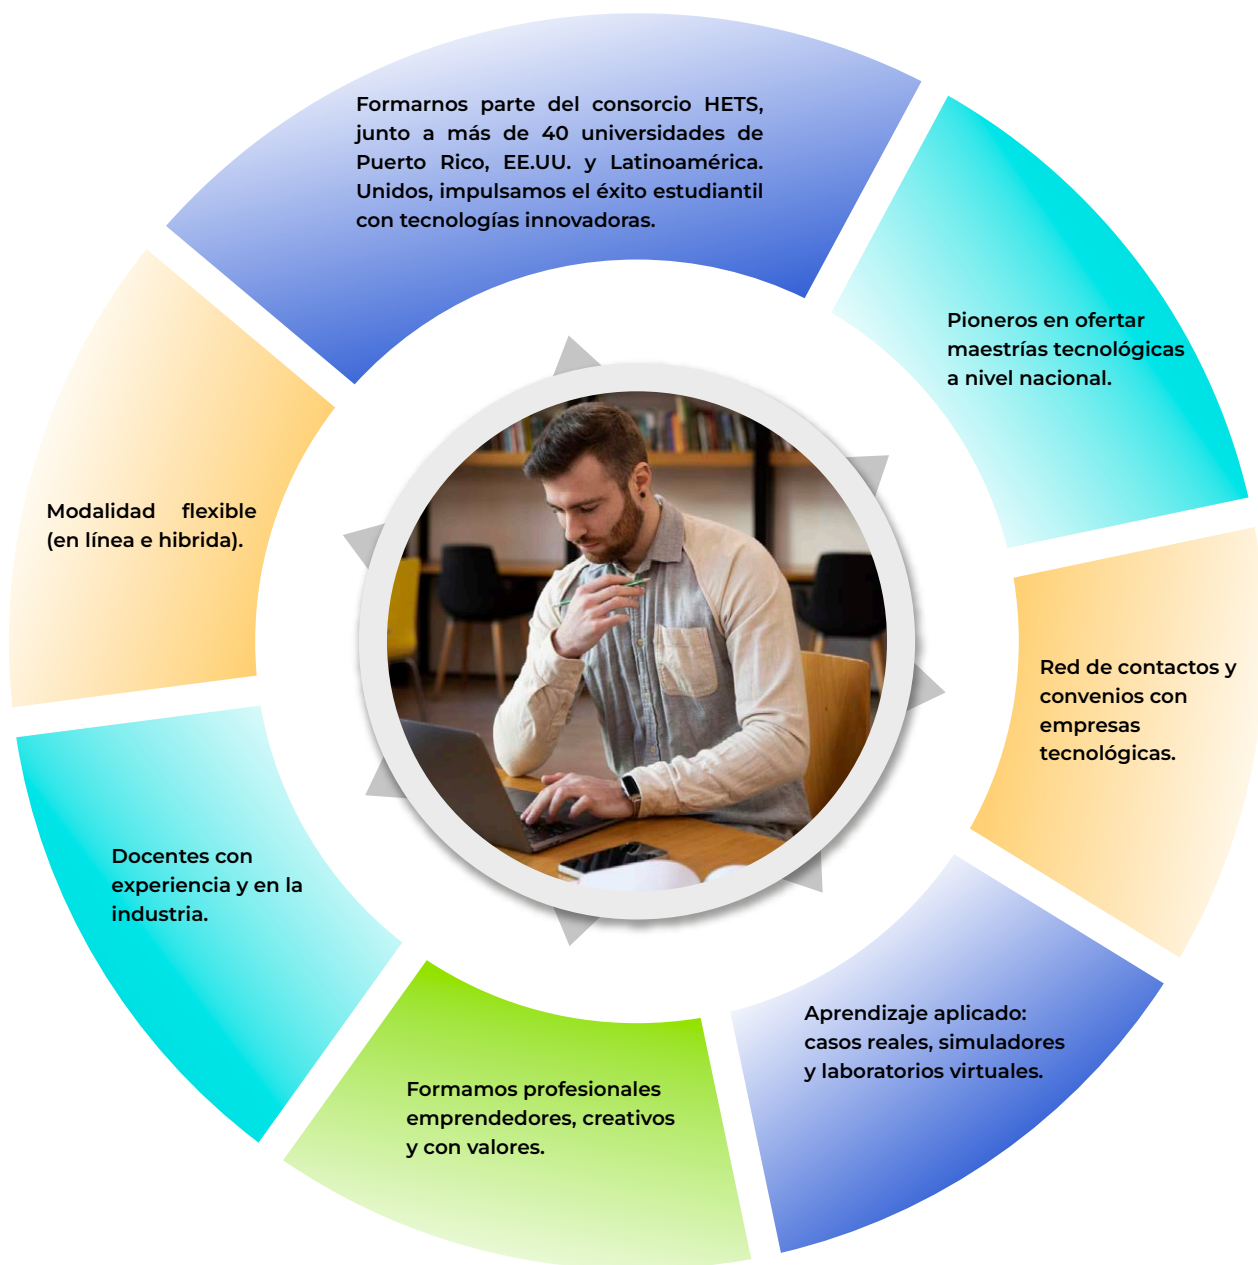 Formarnos parte del consorcio HETS,
junto a más de 40 universidades de
Puerto Rico, EE.UU. y Latinoamérica.
Unidos, impulsamos el éxito estudiantil
con tecnologías innovadoras.
Pioneros en ofertar
maestrías tecnológicas
a nivel nacional.
Red de contactos y
convenios con
empresas
tecnológicas.
Aprendizaje aplicado:
casos reales, simuladores
y laboratorios virtuales.
Formamos profesionales
emprendedores, creativos
y con valores.
Docentes con
experiencia y en la
industria.
Modalidad flexible
(en línea e hibrida).